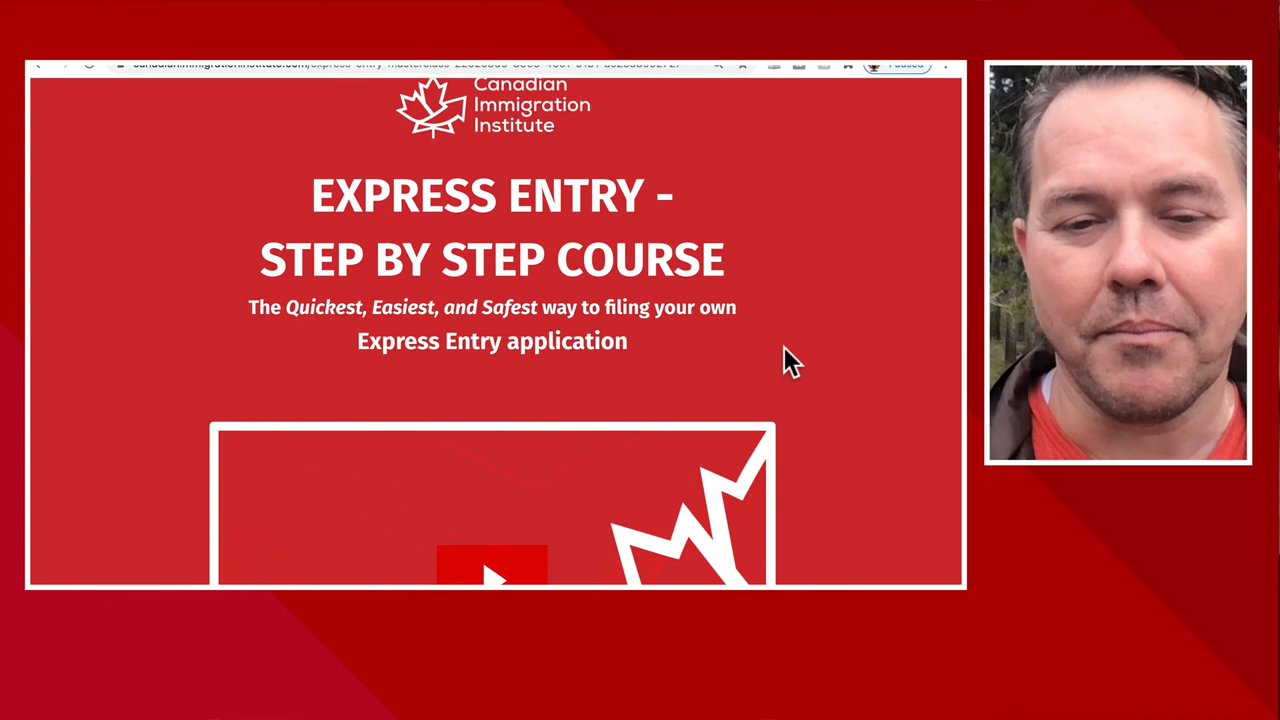 Canadian
Immigration
Institute
EXPRESS ENTRY -
STEP BY STEP COURSE
The Quickest, Easiest, and Safest way to filing your own
Express Entry application